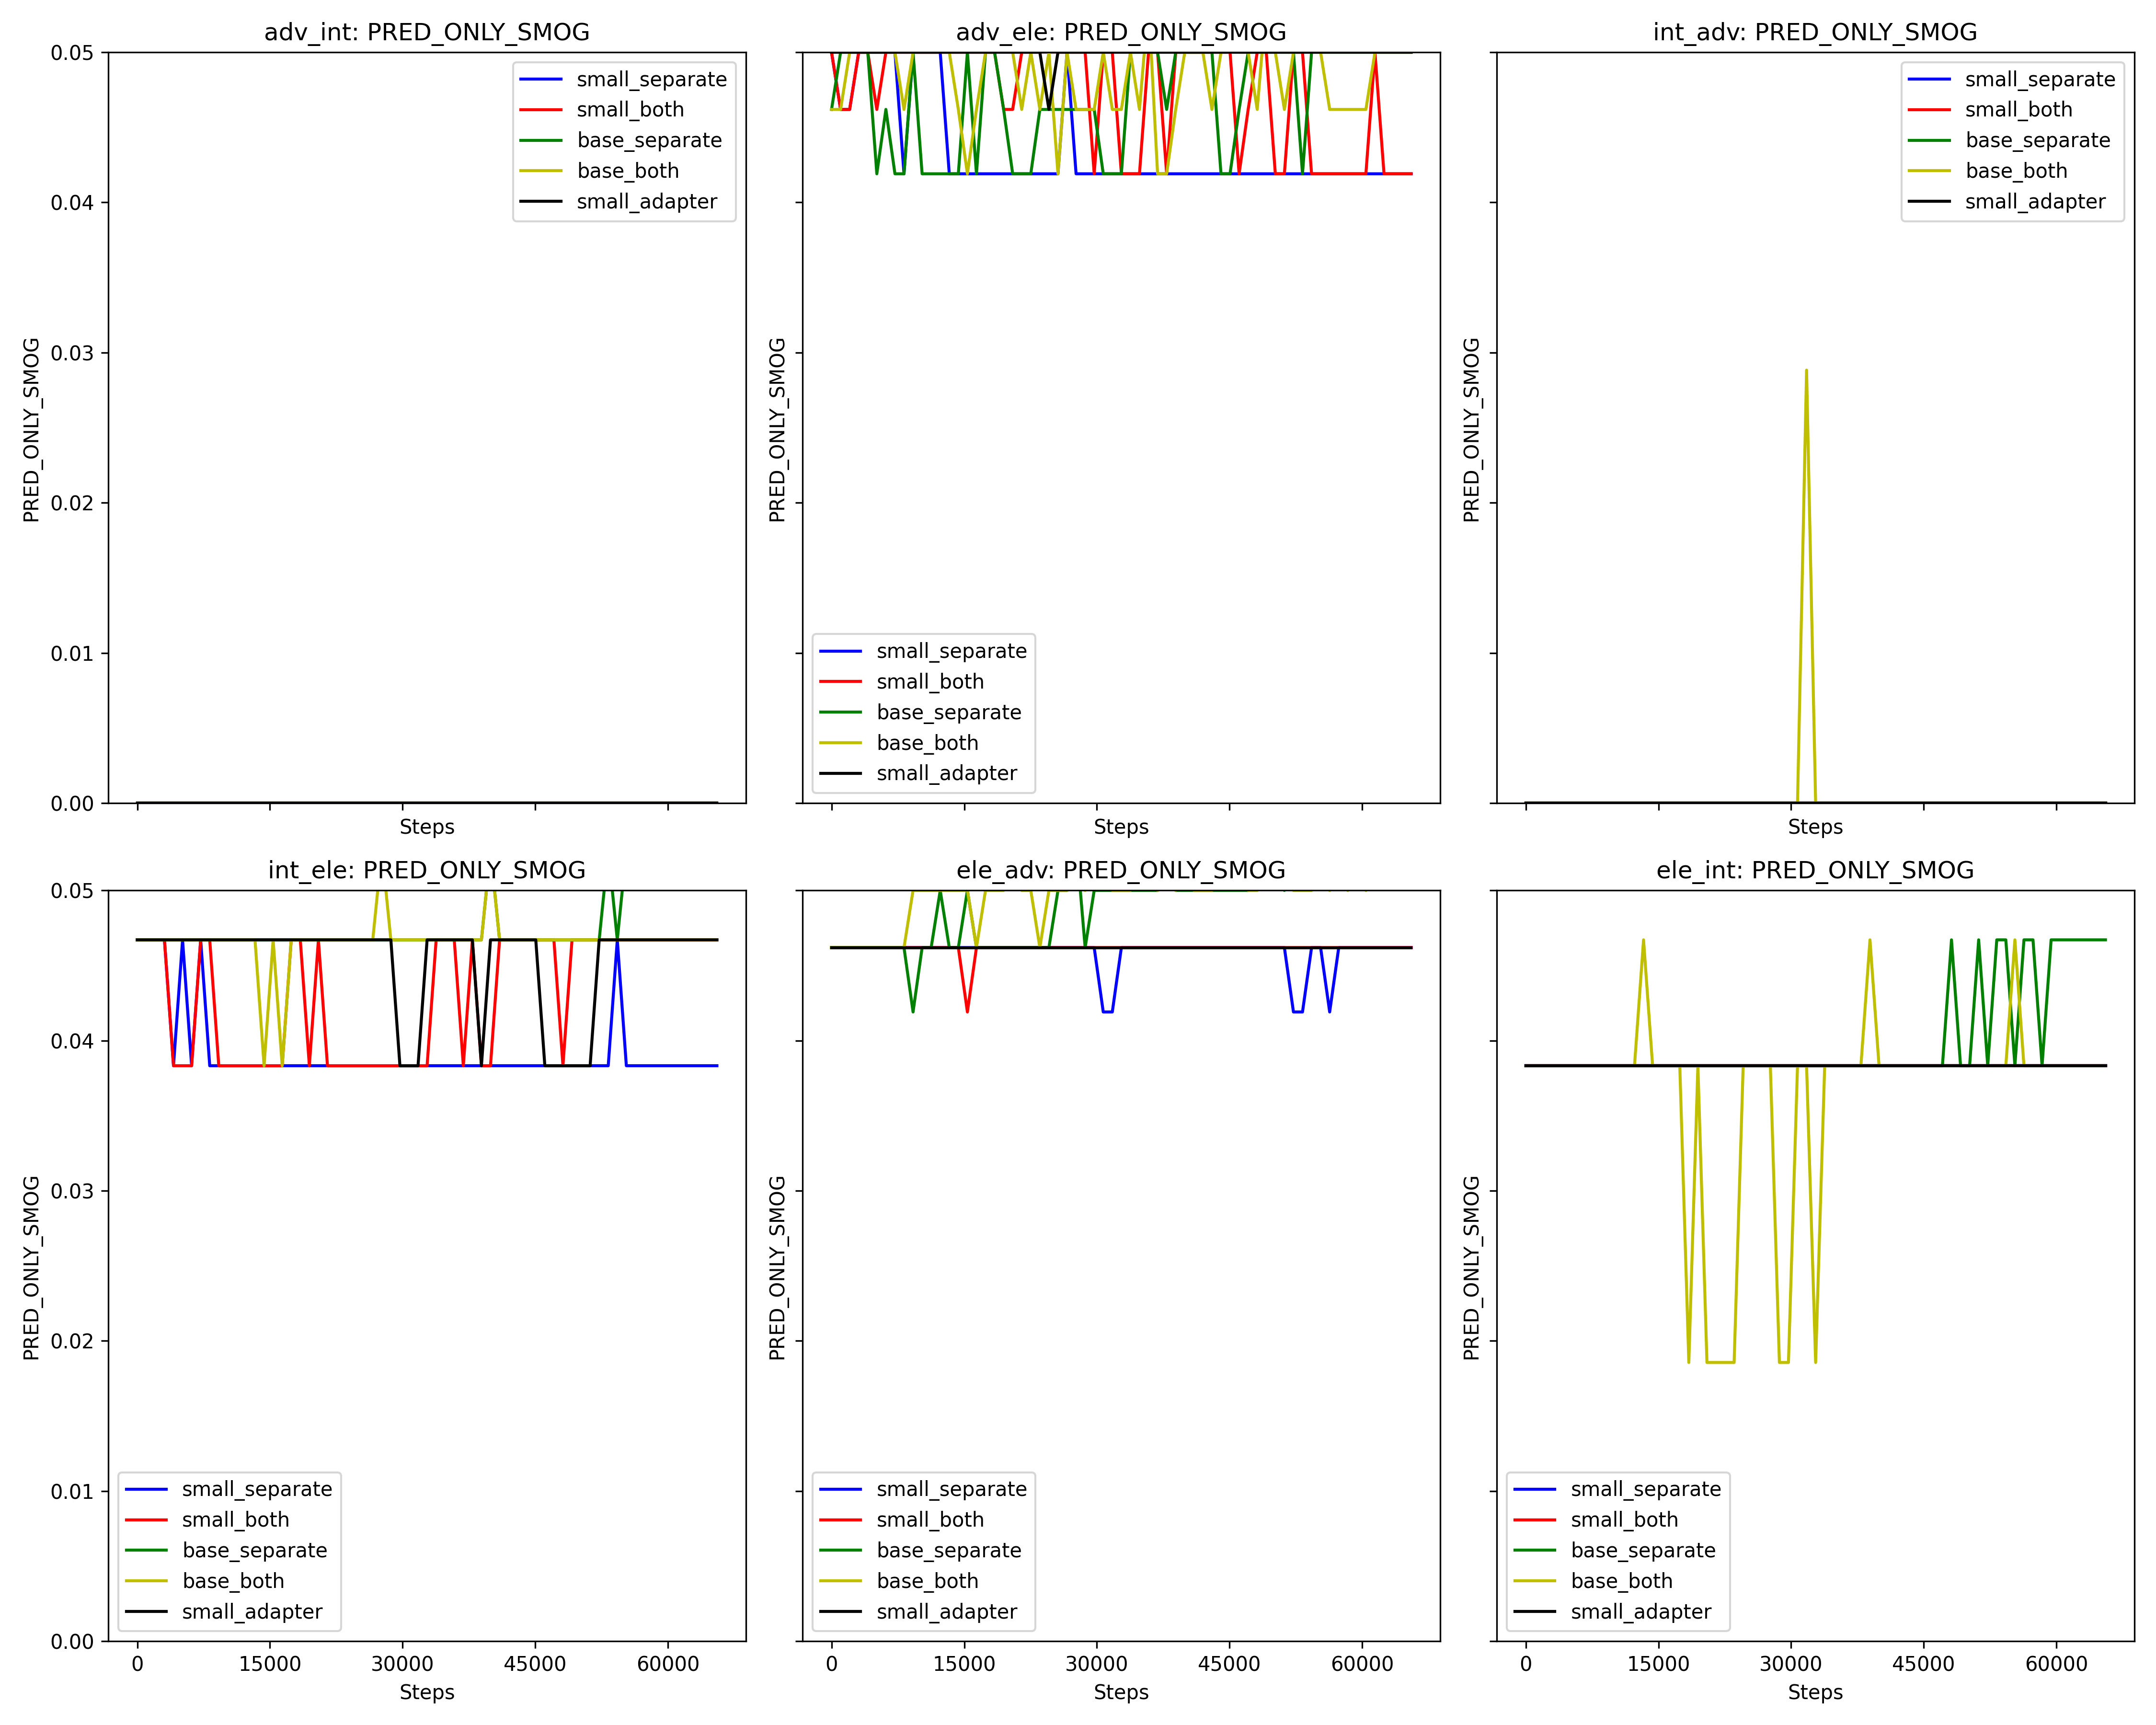 adv_int: PRED_ONLY_SMOG
0.05
0.04
0.03
0.02
0.01
0.00
PRED_ONLY_SMOG
small_separate
small_both
base_separate
base_both
small_adapter
Steps
adv_ele: PRED_ONLY_SMOG
PRED_ONLY_SMOG
small_separate
small_both
base_separate
base_both
small_adapter
Steps
int_adv: PRED_ONLY_SMOG
PRED_ONLY_SMOG
small_separate
small_both
base_separate
base_both
small_adapter
Steps
int_ele: PRED_ONLY_SMOG
0.05
0.04
0.03
0.02
0.01
0.00
PRED_ONLY_SMOG
small_separate
small_both
base_separate
base_both
small_adapter
0 15000 30000 45000 60000
Steps
ele_adv: PRED_ONLY_SMOG
PRED_ONLY_SMOG
small_separate
small_both
base_separate
base_both
small_adapter
0 15000 30000 45000 60000
Steps
ele_int: PRED_ONLY_SMOG
PRED_ONLY_SMOG
small_separate
small_both
base_separate
base_both
small_adapter
0 15000 30000 45000 60000
Steps